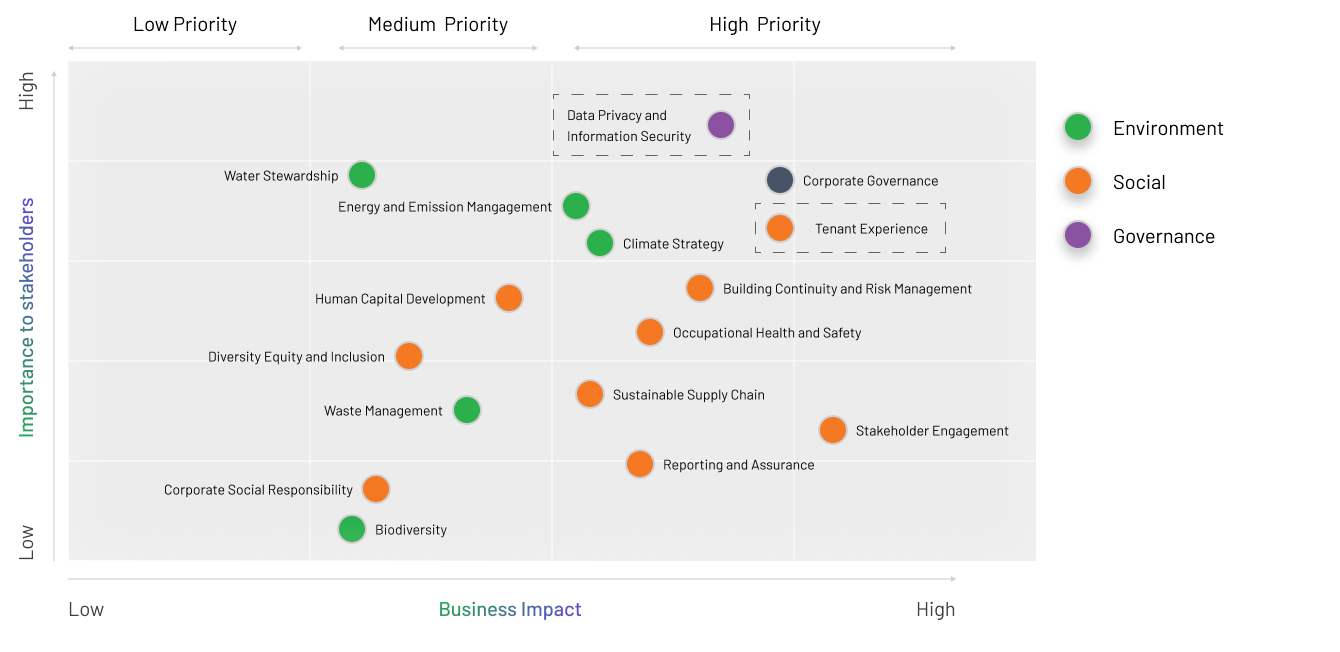 Low Priority
Medium Priority
High Priority
High
Data Privacy and
Information Security
Environment
Water Stewardship
Corporate Governance
Social
Energy and Emission Mangagement
Tenant Experience
Governance
Climate Strategy
Importance to stakeholders
Building Continuity and Risk Management
Human Capital Development
Occupational Health and Safety
Diversity Equity and Inclusion
Sustainable Supply Chain
Waste Management
Stakeholder Engagement
Reporting and Assurance
Corporate Social Responsibility
Biodiversity
Low
Low
Business Impact
High